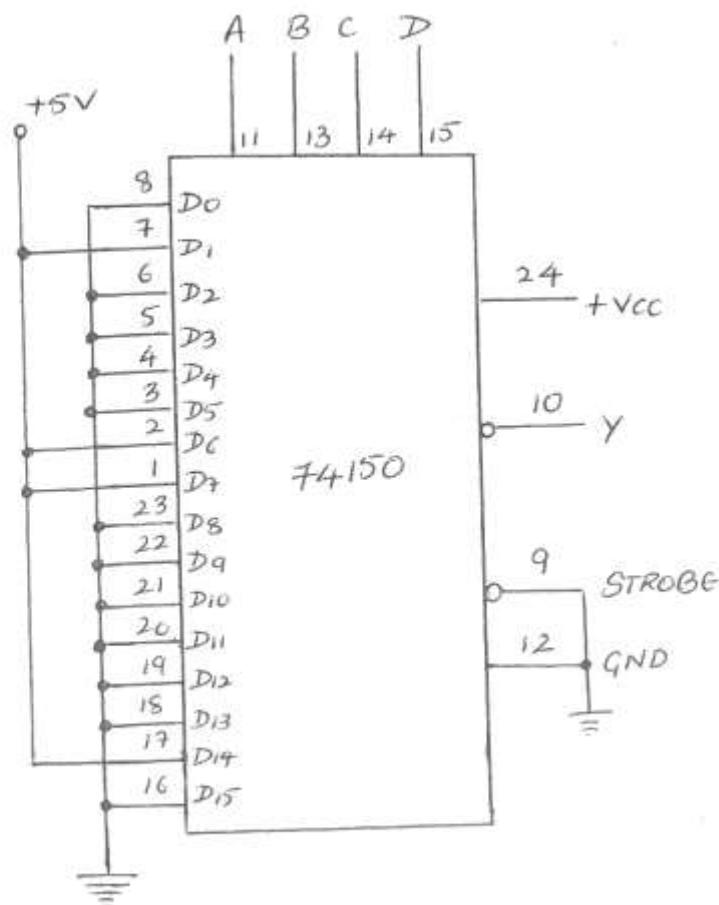 A B C D
+5V
11 13 14 15
8 D0
7 D1
6 D2
24 +VCC
5 D3
4 D4
3 D5
10 Y
2 D6
1 D7
74150
23 D8
22 D9
9 STROBE
21 D10
20 D11
12 GND
19 D12
18 D13
17 D14
16 D15